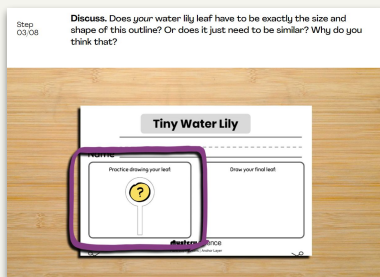 Step
03/08
Discuss. Does your water lily leaf have to be exactly the size and
shape of this outline? Or does it just need to be similar? Why do you
think that?
Tiny Water Lily
Name
Practice drawing your leaf:
Draw your final leaf:
?